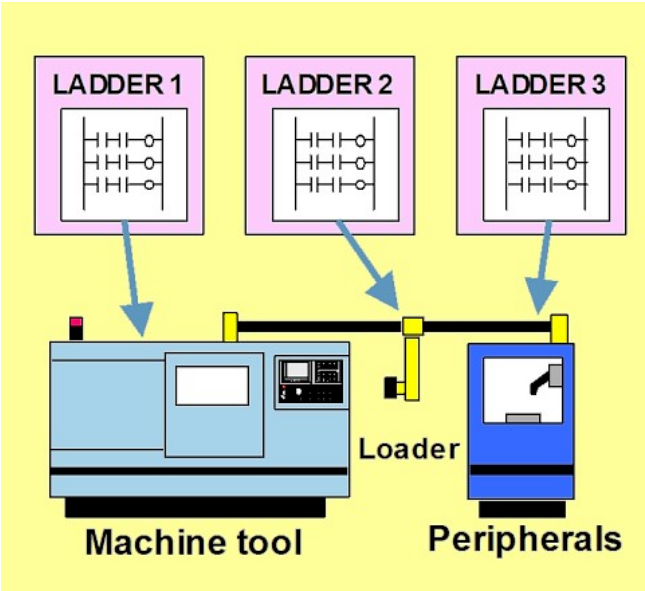 LADDER 1
LADDER 2
LADDER 3
Loader
Machine tool
Peripherals